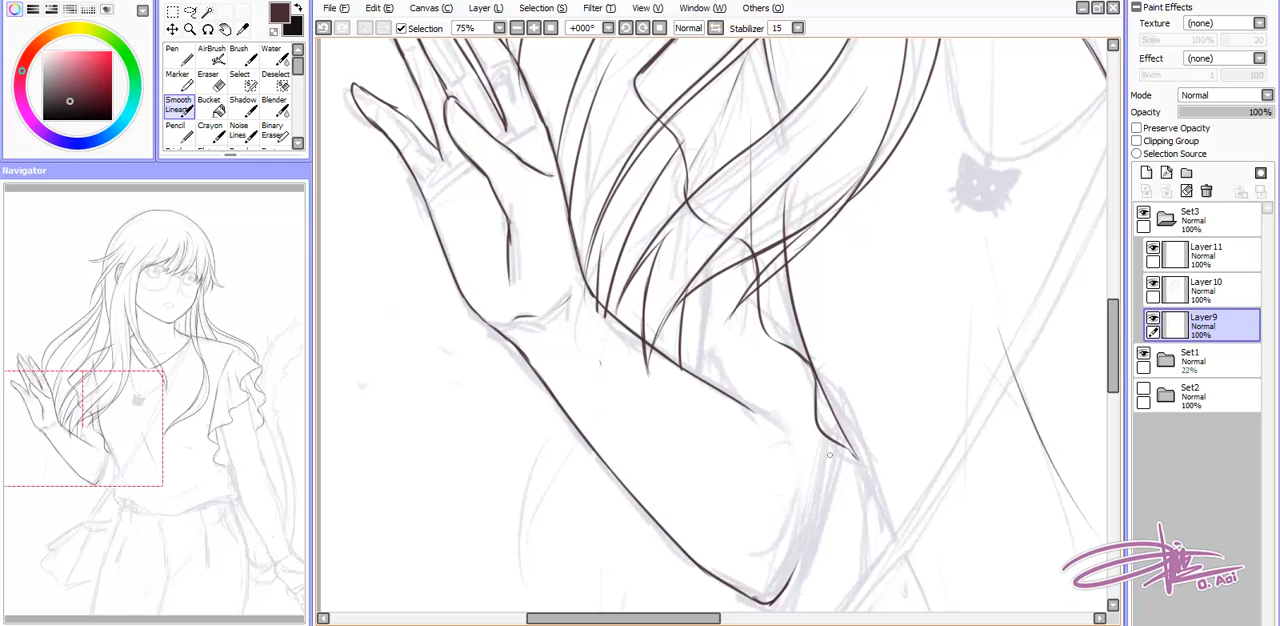 File (F) Edit (E) Canvas (C) Layer (L) Selection (S) Filter (T) View (V) Window (W) Others (O)
Selection 75% +000° Normal Stabilizer 15
Pen AirBrush Brush Water
Marker Eraser Select Deselect
Smooth Linear Bucket Shadow Blender
Pencil Crayon Noise Lines Binary Eraser
Navigator
Paint Effects
Texture (none)
Scale 100% 20
Effect (none)
Width 1 100
Mode Normal
Opacity 100%
Preserve Opacity
Clipping Group
Selection Source
Set3
Normal
100%
Layer11
Normal
100%
Layer10
Normal
100%
Layer9
Normal
100%
Set1
Normal
22%
Set2
Normal
100%
O. Aoi